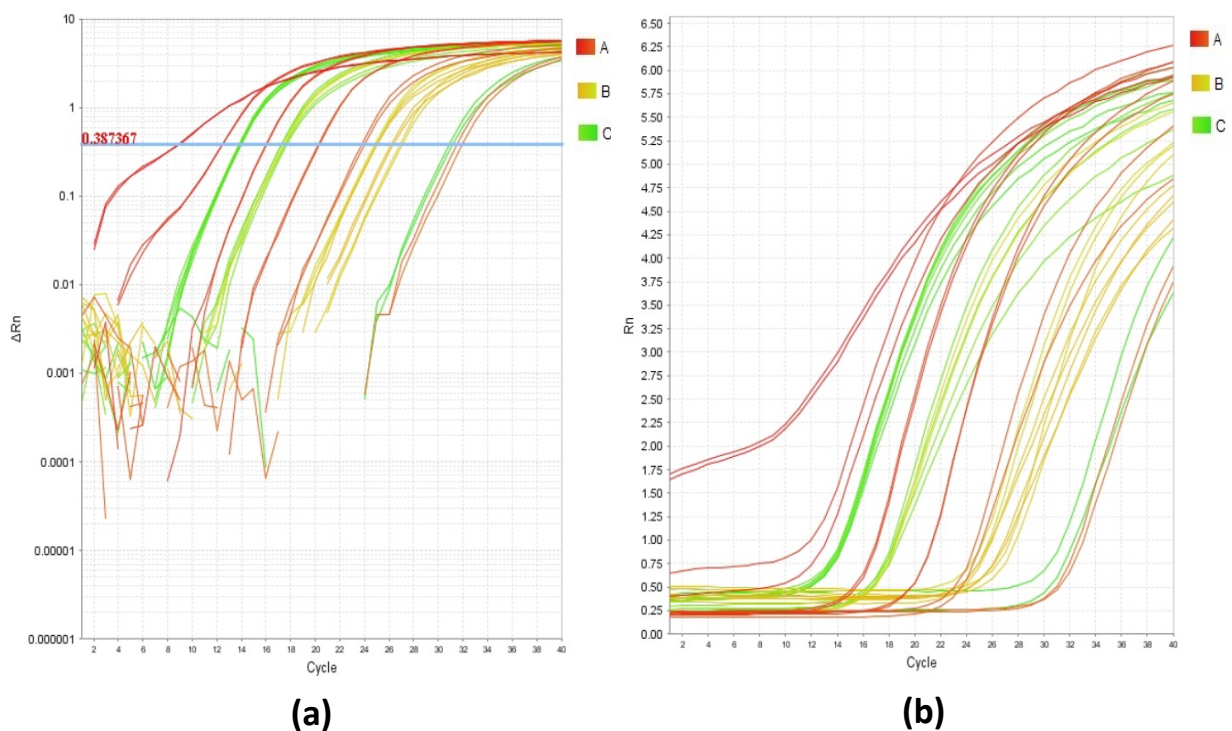 10
1
0.387367
0.1
0.01
0.001
0.0001
0.00001
0.000001
ΔRn
2 4 6 8 10 12 14 16 18 20 22 24 26 28 30 32 34 36 38 40
Cycle
A
B
C
(a)
6.50
6.25
6.00
5.75
5.50
5.25
5.00
4.75
4.50
4.25
4.00
3.75
3.50
3.25
3.00
2.75
2.50
2.25
2.00
1.75
1.50
1.25
1.00
0.75
0.50
0.25
0.00
Rn
2 4 6 8 10 12 14 16 18 20 22 24 26 28 30 32 34 36 38 40
Cycle
A
B
C
(b)